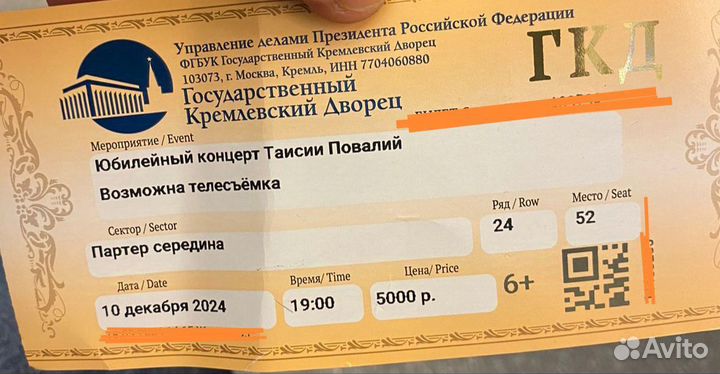 Управление делами Президента Российской Федерации
ФГБУК Государственный Кремлевский Дворец
103073, г. Москва, Кремль, ИНН 7704060880
Государственный
Кремлевский Дворец
ГКД
Мероприятие / Event
Юбилейный концерт Таисии Повалий
Возможна телесъёмка
Сектор / Sector
Партер середина
Ряд / Row
24
Место / Seat
52
Дата / Date
10 декабря 2024
Время/ Time
19:00
Цена/ Price
5000 р.
6+
Avito